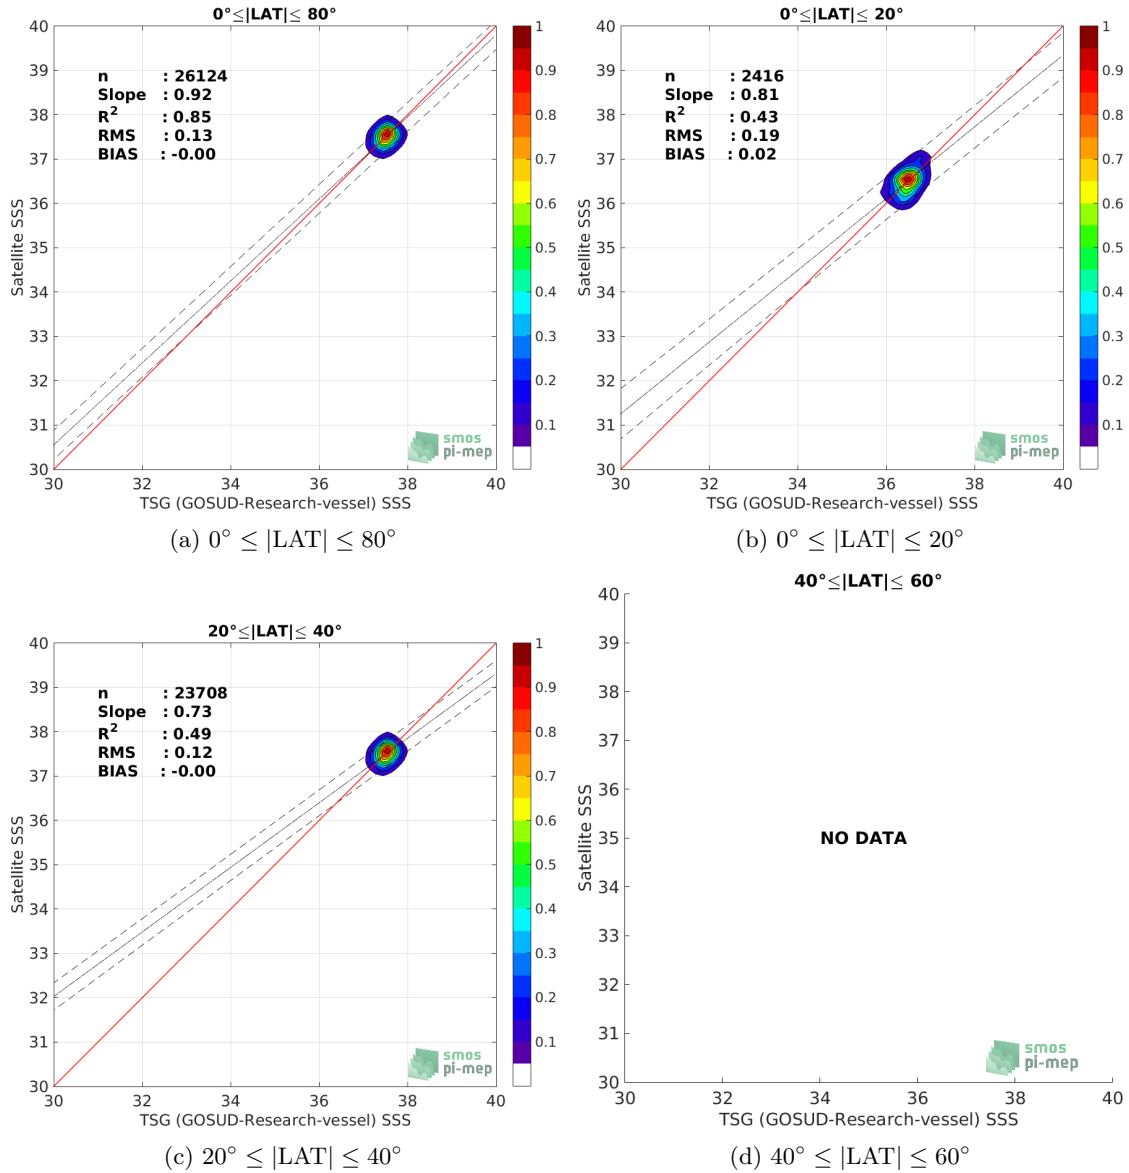 0°≤|LAT|≤ 80°
40
39
38
37
36
35
34
33
32
31
30
Satellite SSS
n : 26124
Slope : 0.92
R² : 0.85
RMS : 0.13
BIAS : -0.00
smos
pi-mep
30 32 34 36 38 40
TSG (GOSUD-Research-vessel) SSS
1
0.9
0.8
0.7
0.6
0.5
0.4
0.3
0.2
0.1
(a) 0° ≤ |LAT| ≤ 80°
0°≤|LAT|≤ 20°
40
39
38
37
36
35
34
33
32
31
30
Satellite SSS
n : 2416
Slope : 0.81
R² : 0.43
RMS : 0.19
BIAS : 0.02
smos
pi-mep
30 32 34 36 38 40
TSG (GOSUD-Research-vessel) SSS
1
0.9
0.8
0.7
0.6
0.5
0.4
0.3
0.2
0.1
(b) 0° ≤ |LAT| ≤ 20°
20°≤|LAT|≤ 40°
40
39
38
37
36
35
34
33
32
31
30
Satellite SSS
n : 23708
Slope : 0.73
R² : 0.49
RMS : 0.12
BIAS : -0.00
smos
pi-mep
30 32 34 36 38 40
TSG (GOSUD-Research-vessel) SSS
1
0.9
0.8
0.7
0.6
0.5
0.4
0.3
0.2
0.1
(c) 20° ≤ |LAT| ≤ 40°
40°≤|LAT|≤ 60°
40
39
38
37
36
35
34
33
32
31
30
Satellite SSS
NO DATA
smos
pi-mep
30 32 34 36 38 40
TSG (GOSUD-Research-vessel) SSS
(d) 40° ≤ |LAT| ≤ 60°